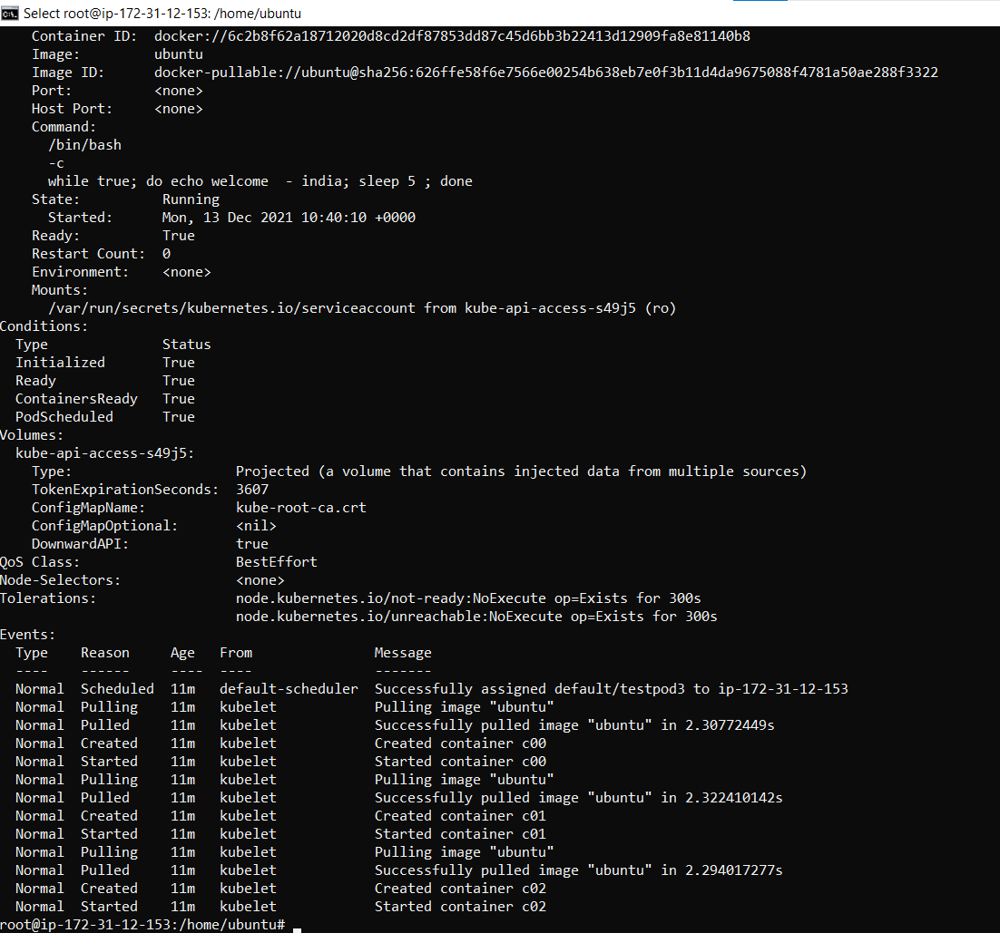 Select root@ip-172-31-12-153: /home/ubuntu
Container ID: docker://6c2b8f62a18712020d8cd2df87853dd87c45d6bb3b22413d12909fa8e81140b8
Image: ubuntu
Image ID: docker-pullable://ubuntu@sha256:626ffe58f6e7566e00254b638eb7e0f3b11d4da9675088f4781a50ae288f3322
Port: <none>
Host Port: <none>
Command:
/bin/bash
-c
while true; do echo welcome  - india; sleep 5 ; done
State: Running
Started: Mon, 13 Dec 2021 10:40:10 +0000
Ready: True
Restart Count: 0
Environment: <none>
Mounts:
/var/run/secrets/kubernetes.io/serviceaccount from kube-api-access-s49j5 (ro)
Conditions:
Type Status
Initialized True
Ready True
ContainersReady True
PodScheduled True
Volumes:
kube-api-access-s49j5:
Type: Projected (a volume that contains injected data from multiple sources)
TokenExpirationSeconds: 3607
ConfigMapName: kube-root-ca.crt
ConfigMapOptional: <nil>
DownwardAPI: true
QoS Class: BestEffort
Node-Selectors: <none>
Tolerations: node.kubernetes.io/not-ready:NoExecute op=Exists for 300s
node.kubernetes.io/unreachable:NoExecute op=Exists for 300s
Events:
Type Reason Age From Message
---- ------ ---- ---- -------
Normal Scheduled 11m default-scheduler Successfully assigned default/testpod3 to ip-172-31-12-153
Normal Pulling 11m kubelet Pulling image "ubuntu"
Normal Pulled 11m kubelet Successfully pulled image "ubuntu" in 2.30772449s
Normal Created 11m kubelet Created container c00
Normal Started 11m kubelet Started container c00
Normal Pulling 11m kubelet Pulling image "ubuntu"
Normal Pulled 11m kubelet Successfully pulled image "ubuntu" in 2.322410142s
Normal Created 11m kubelet Created container c01
Normal Started 11m kubelet Started container c01
Normal Pulling 11m kubelet Pulling image "ubuntu"
Normal Pulled 11m kubelet Successfully pulled image "ubuntu" in 2.294017277s
Normal Created 11m kubelet Created container c02
Normal Started 11m kubelet Started container c02
root@ip-172-31-12-153:/home/ubuntu#